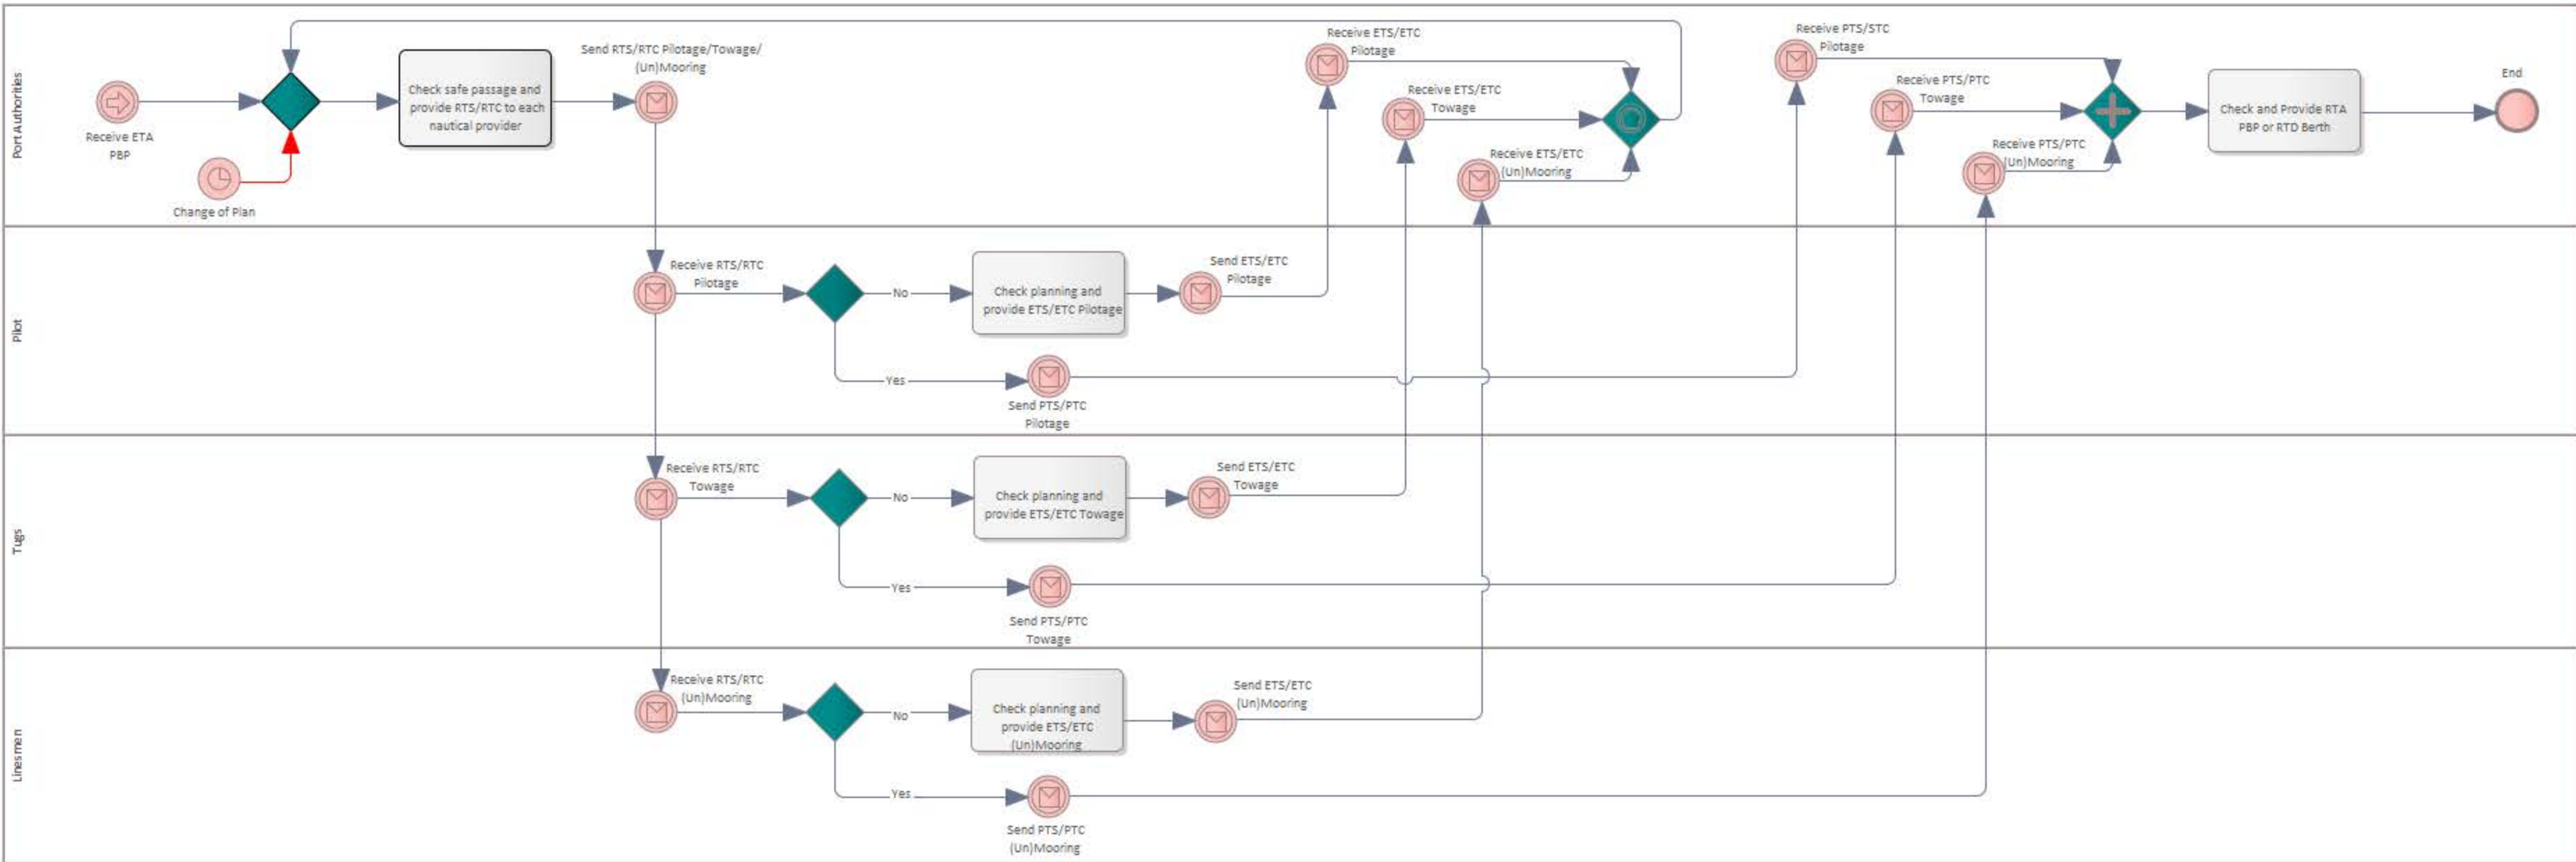 Port Authorities
Receive ETA
PBP
Change of Plan
Check safe passage and
provide RTS/RTC to each
nautical provider
Send RTS/RTC Pilotage/Towage/
(Un)Mooring
Receive ETS/ETC
Pilotage
Receive ETS/ETC
Towage
Receive ETS/ETC
(Un)Mooring
Receive PTS/STC
Pilotage
Receive PTS/PTC
Towage
Receive PTS/PTC
(Un)Mooring
Check and Provide RTA
PBP or RTD Berth
End
Pilot
Receive RTS/RTC
Pilotage
No
Check planning and
provide ETS/ETC Pilotage
Send ETS/ETC
Pilotage
Yes
Send PTS/PTC
Pilotage
Tugs
Receive RTS/RTC
Towage
No
Check planning and
provide ETS/ETC Towage
Send ETS/ETC
Towage
Yes
Send PTS/PTC
Towage
Linesmen
Receive RTS/RTC
(Un)Mooring
No
Check planning and
provide ETS/ETC
(Un)Mooring
Send ETS/ETC
(Un)Mooring
Yes
Send PTS/PTC
(Un)Mooring